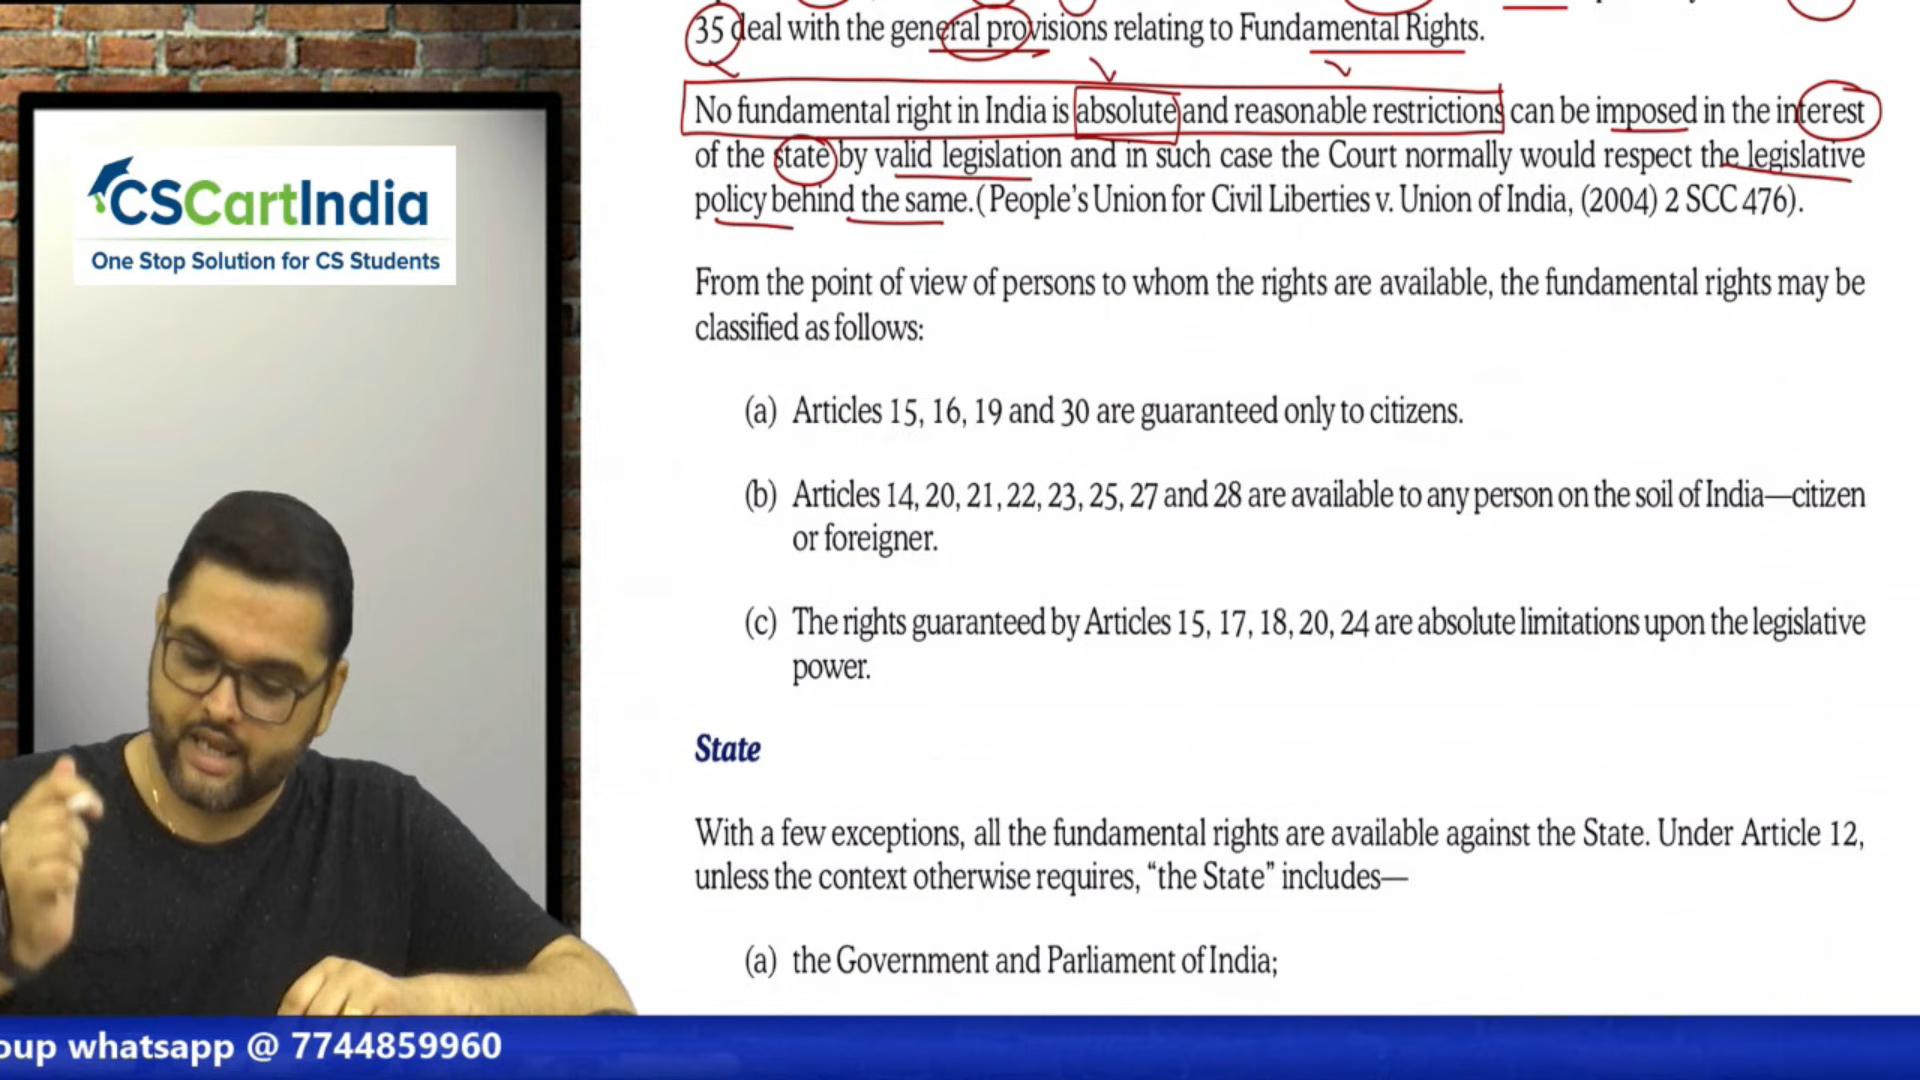 35 deal with the general provisions relating to Fundamental Rights.
No fundamental right in India is absolute and reasonable restrictions can be imposed in the interest
of the state by valid legislation and in such case the Court normally would respect the legislative
policy behind the same.( People’s Union for Civil Liberties v. Union of India, (2004) 2 SCC 476).
From the point of view of persons to whom the rights are available, the fundamental rights may be
classified as follows:
(a) Articles 15, 16, 19 and 30 are guaranteed only to citizens.
(b) Articles 14, 20, 21, 22, 23, 25, 27 and 28 are available to any person on the soil of India—citizen
or foreigner.
(c) The rights guaranteed by Articles 15, 17, 18, 20, 24 are absolute limitations upon the legislative
power.
State
With a few exceptions, all the fundamental rights are available against the State. Under Article 12,
unless the context otherwise requires, “the State” includes—
(a) the Government and Parliament of India;
CSCartIndia
One Stop Solution for CS Students
oup whatsapp @ 7744859960